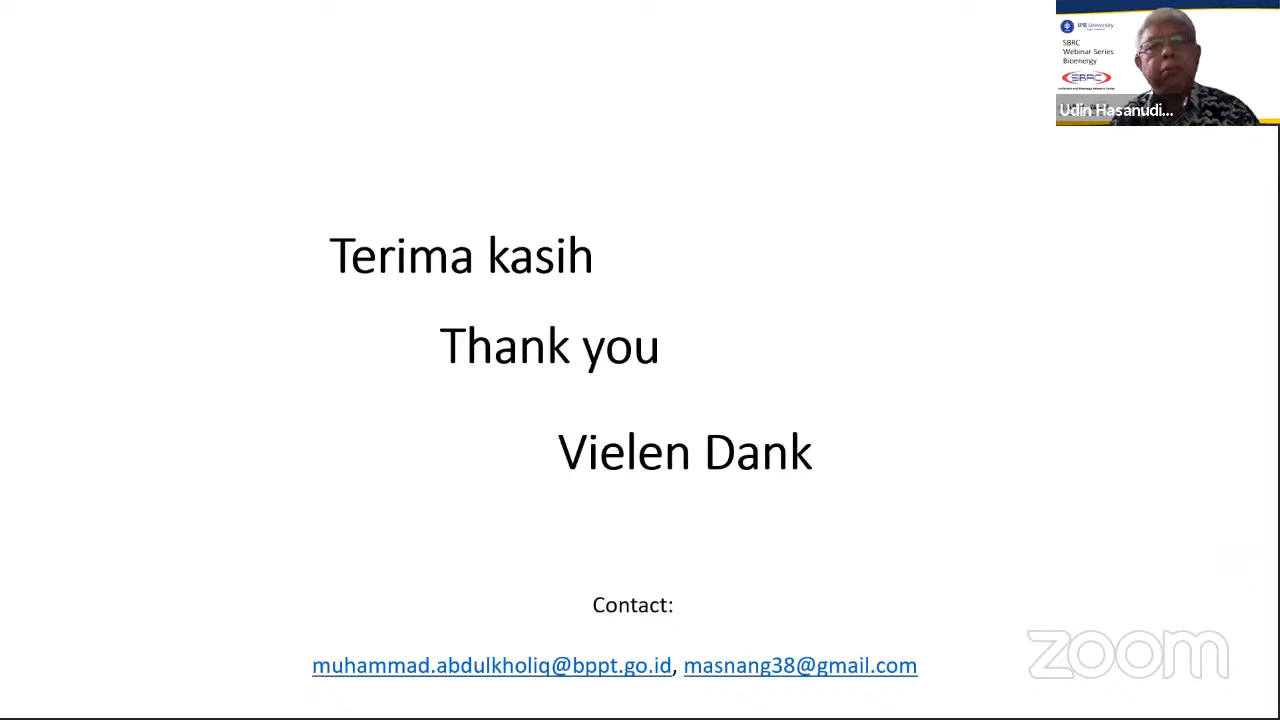 IPB University
SBRC
Webinar Series
Bioenergy
SBRC
Surfactant and Bioenergy Research Center
Udin Hasanudi...
Terima kasih
Thank you
Vielen Dank
Contact:
muhammad.abdulkholiq@bppt.go.id, masnang38@gmail.com
zoom